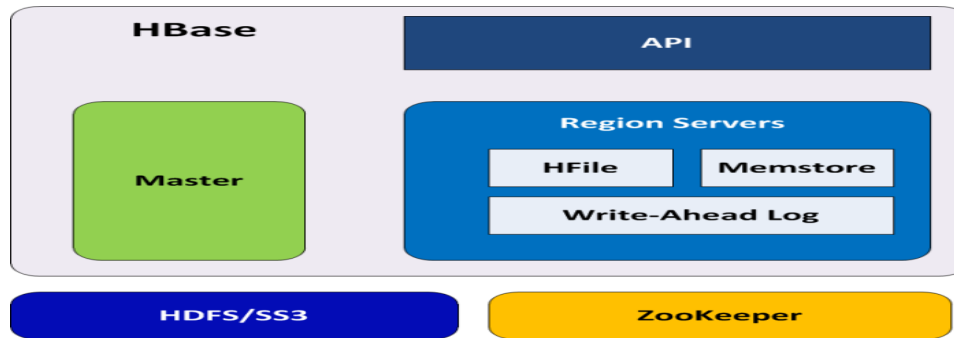 HBase
API
Master
Region Servers
HFile
Memstore
Write-Ahead Log
HDFS/SS3
ZooKeeper